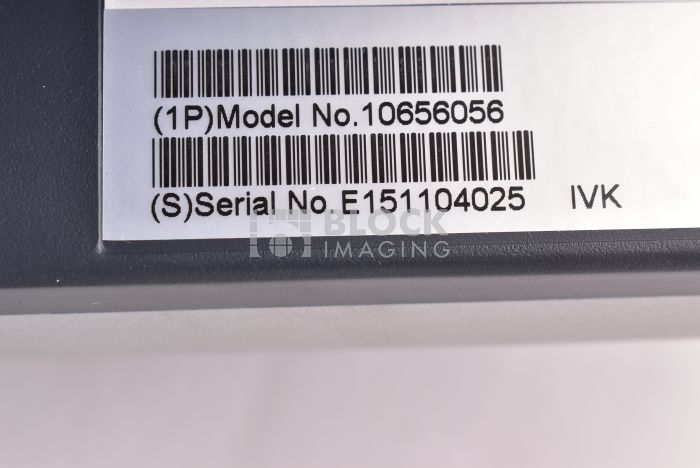 (1P)Model No.10656056
(S)Serial No.E151104025 IVK
BLOCK
IMAGING